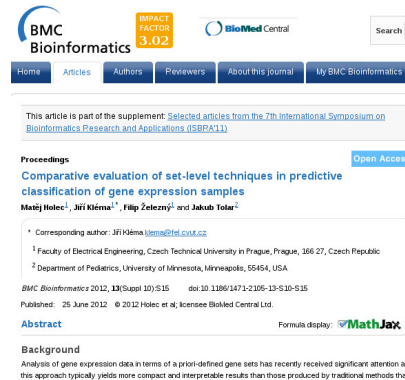 BMC
Bioinformatics
IMPACT
FACTOR
3.02
BioMed Central
Search
Home Articles Authors Reviewers About this journal My BMC Bioinformatics
This article is part of the supplement: Selected articles from the 7th International Symposium on
Bioinformatics Research and Applications (ISBRA'11)
Proceedings
Open Acces
Comparative evaluation of set-level techniques in predictive
classification of gene expression samples
Matěj Holec1, Jiří Kléma1*, Filip Železný1 and Jakub Tolar2
* Corresponding author: Jiří Kléma klema@fel.cvut.cz
1 Faculty of Electrical Engineering, Czech Technical University in Prague, Prague, 166 27, Czech Republic
2 Department of Pediatrics, University of Minnesota, Minneapolis, 55454, USA
BMC Bioinformatics 2012, 13(Suppl 10):S15 doi:10.1186/1471-2105-13-S10-S15
Published: 25 June 2012 © 2012 Holec et al; licensee BioMed Central Ltd.
Abstract
Formula display: MathJax
Background
Analysis of gene expression data in terms of a priori-defined gene sets has recently received significant attention a
this approach typically yields more compact and interpretable results than those produced by traditional methods tha